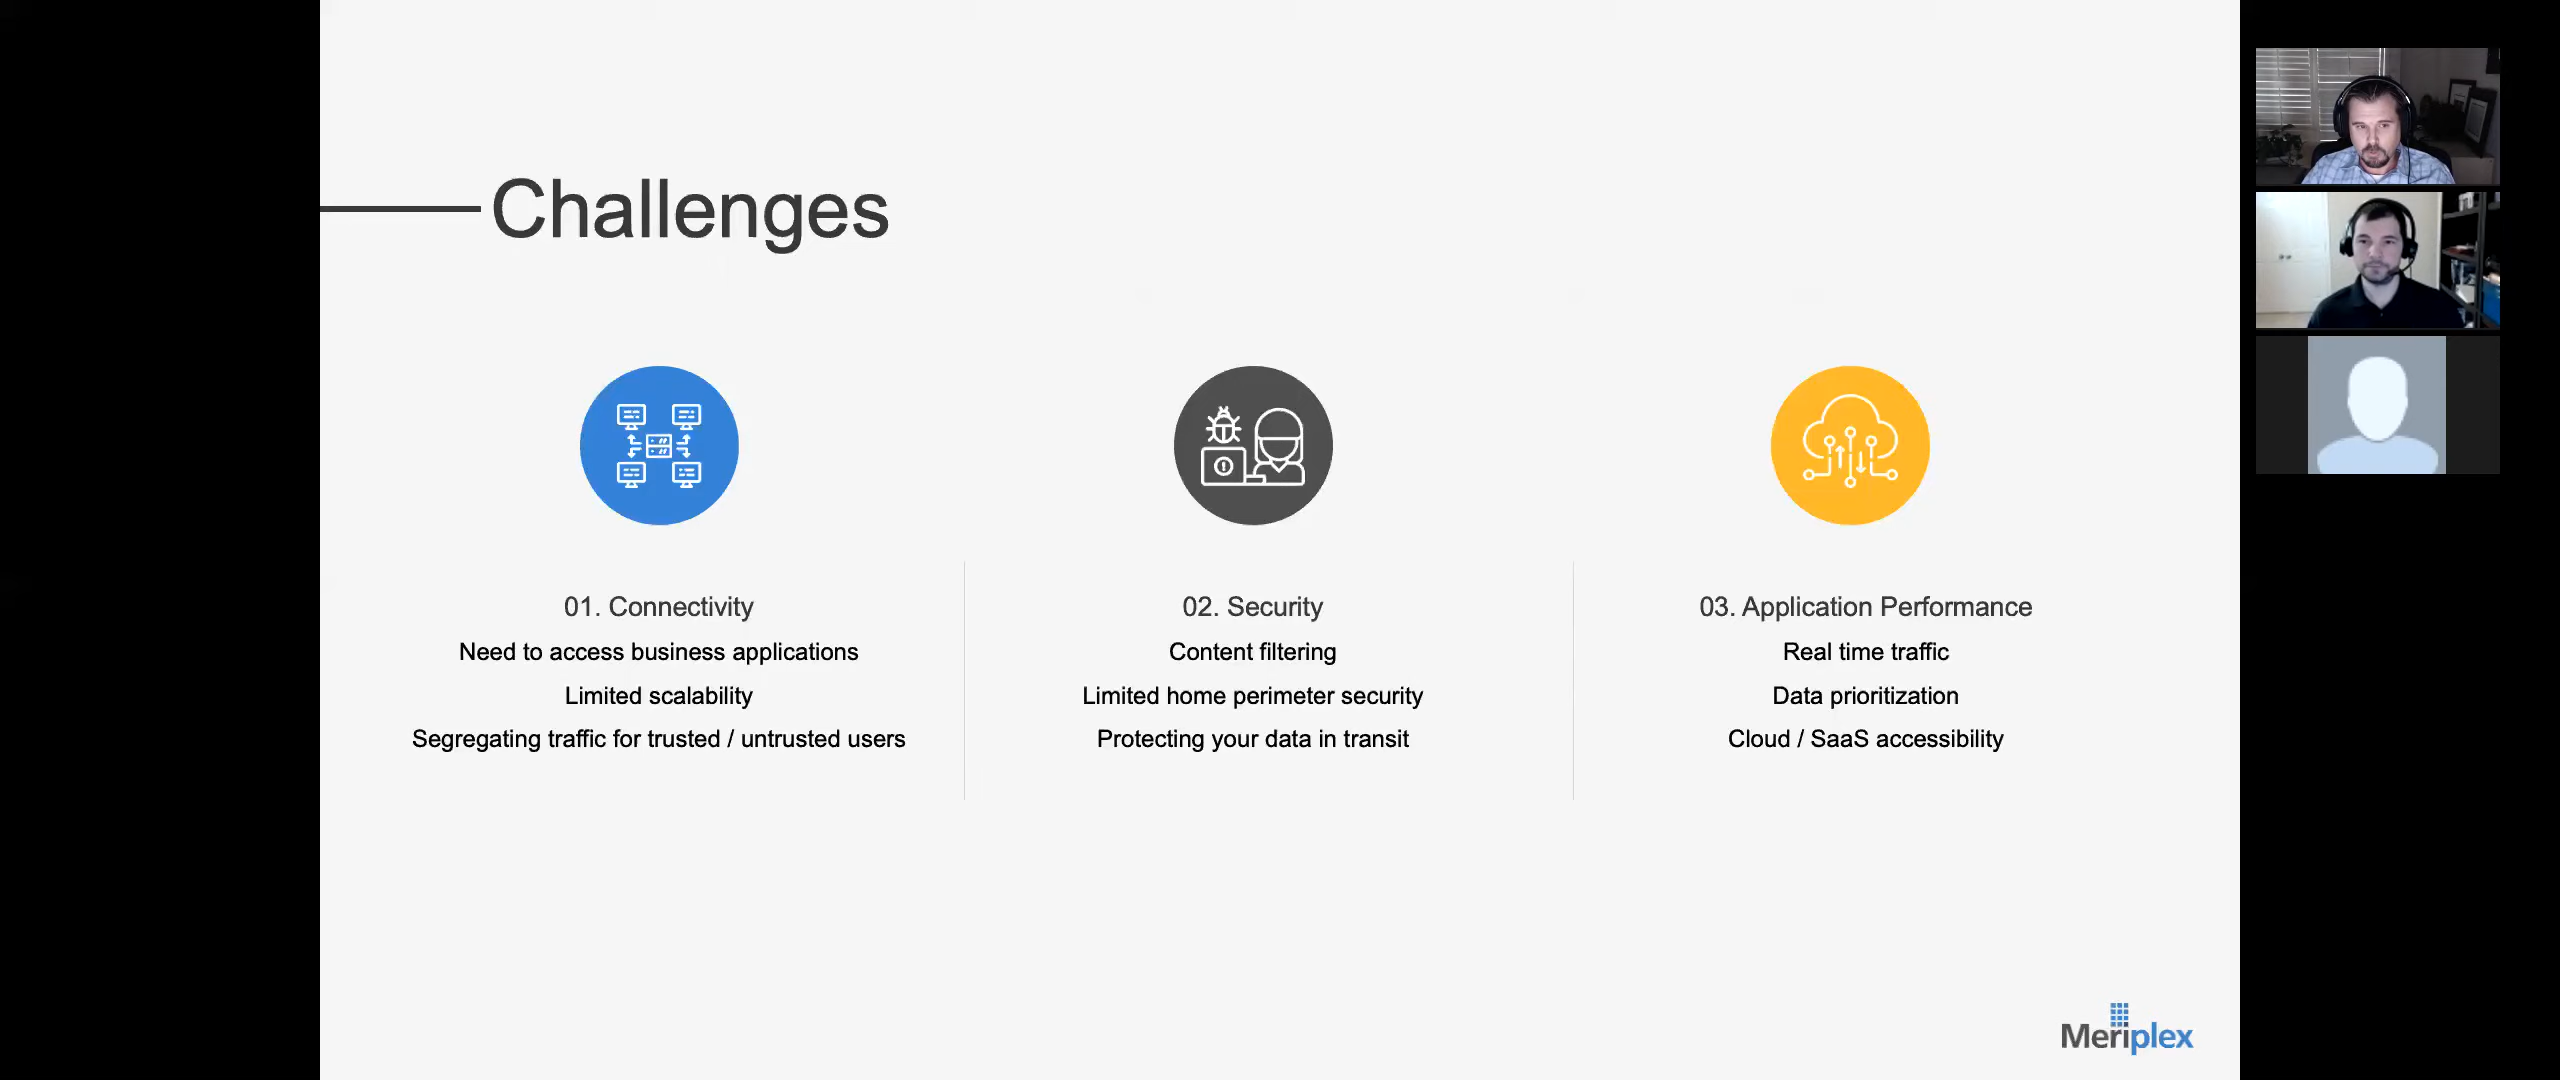 Challenges
01. Connectivity
Need to access business applications
Limited scalability
Segregating traffic for trusted / untrusted users
02. Security
Content filtering
Limited home perimeter security
Protecting your data in transit
03. Application Performance
Real time traffic
Data prioritization
Cloud / SaaS accessibility
Meriplex